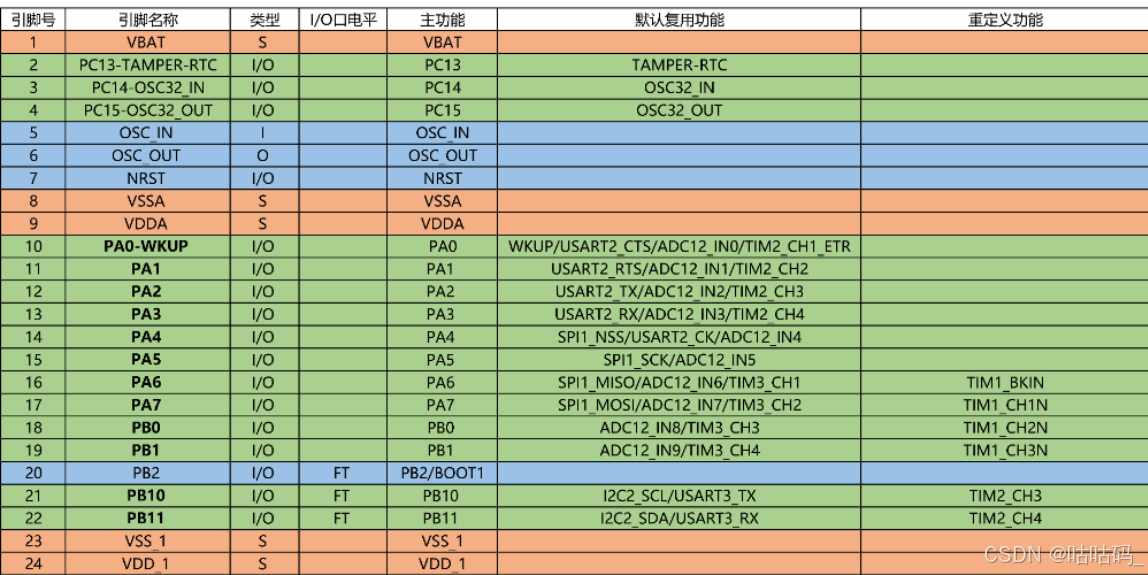 引脚号 引脚名称 类型 I/O口电平 主功能 默认复用功能 重定义功能
1 VBAT S VBAT
2 PC13-TAMPER-RTC I/O PC13 TAMPER-RTC
3 PC14-OSC32_IN I/O PC14 OSC32_IN
4 PC15-OSC32_OUT I/O PC15 OSC32_OUT
5 OSC_IN I OSC_IN
6 OSC_OUT O OSC_OUT
7 NRST I/O NRST
8 VSSA S VSSA
9 VDDA S VDDA
10 PA0-WKUP I/O PA0 WKUP/USART2_CTS/ADC12_IN0/TIM2_CH1_ETR
11 PA1 I/O PA1 USART2_RTS/ADC12_IN1/TIM2_CH2
12 PA2 I/O PA2 USART2_TX/ADC12_IN2/TIM2_CH3
13 PA3 I/O PA3 USART2_RX/ADC12_IN3/TIM2_CH4
14 PA4 I/O PA4 SPI1_NSS/USART2_CK/ADC12_IN4
15 PA5 I/O PA5 SPI1_SCK/ADC12_IN5
16 PA6 I/O PA6 SPI1_MISO/ADC12_IN6/TIM3_CH1 TIM1_BKIN
17 PA7 I/O PA7 SPI1_MOSI/ADC12_IN7/TIM3_CH2 TIM1_CH1N
18 PB0 I/O PB0 ADC12_IN8/TIM3_CH3 TIM1_CH2N
19 PB1 I/O PB1 ADC12_IN9/TIM3_CH4 TIM1_CH3N
20 PB2 I/O FT PB2/BOOT1
21 PB10 I/O FT PB10 I2C2_SCL/USART3_TX TIM2_CH3
22 PB11 I/O FT PB11 I2C2_SDA/USART3_RX TIM2_CH4
23 VSS_1 S VSS_1
24 VDD_1 S VDD_1
CSDN @咕咕码_